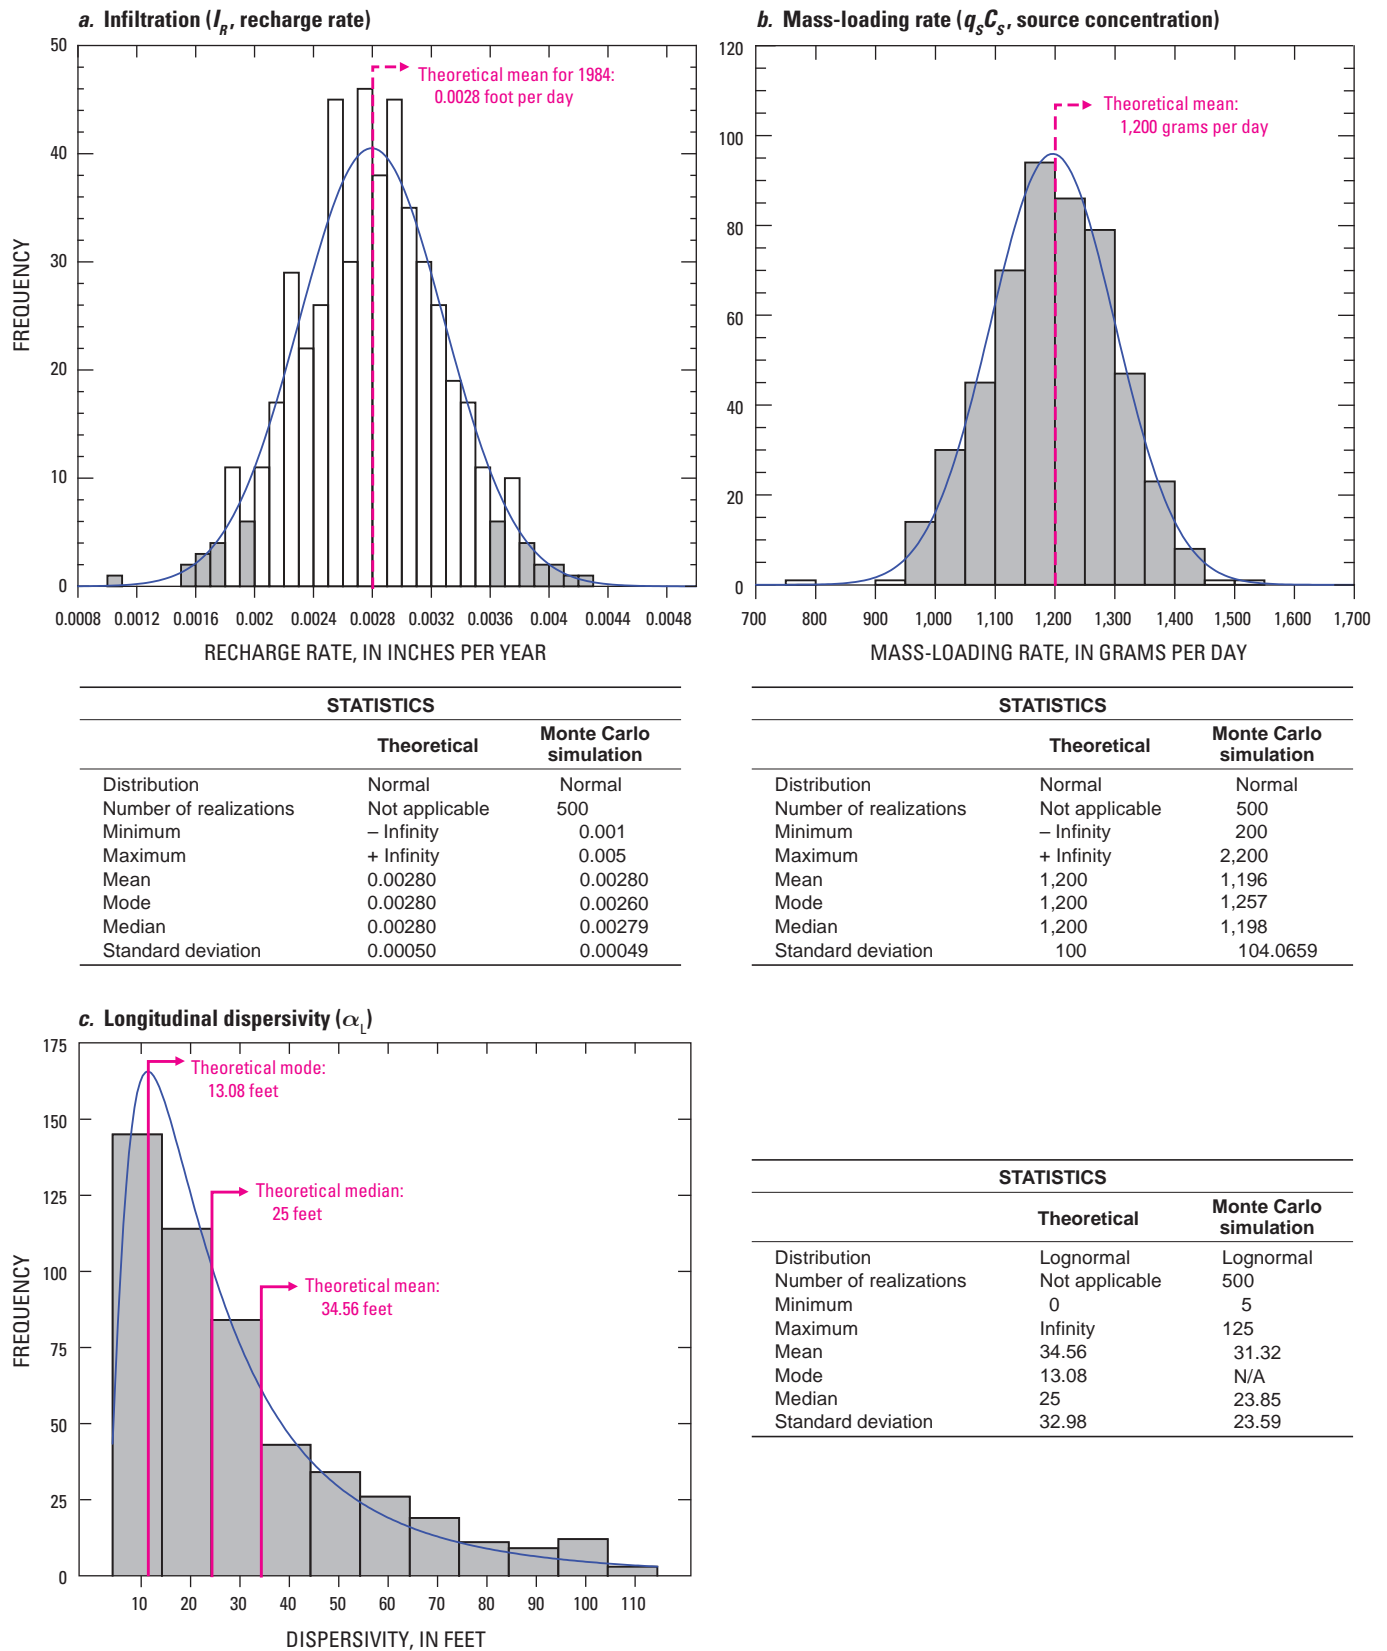 a. Infiltration (I_R, recharge rate)
50
40
30
20
10
0
FREQUENCY
Theoretical mean for 1984:
0.0028 foot per day
0.0008 0.0012 0.0016 0.002 0.0024 0.0028 0.0032 0.0036 0.004 0.0044 0.0048
RECHARGE RATE, IN INCHES PER YEAR
b. Mass-loading rate (q_SC_S, source concentration)
120
100
80
60
40
20
0
Theoretical mean:
1,200 grams per day
700 800 900 1,000 1,100 1,200 1,300 1,400 1,500 1,600 1,700
MASS-LOADING RATE, IN GRAMS PER DAY
STATISTICS
Theoretical Monte Carlo
simulation
Distribution Normal Normal
Number of realizations Not applicable 500
Minimum – Infinity 0.001
Maximum + Infinity 0.005
Mean 0.00280 0.00280
Mode 0.00280 0.00260
Median 0.00280 0.00279
Standard deviation 0.00050 0.00049
STATISTICS
Theoretical Monte Carlo
simulation
Distribution Normal Normal
Number of realizations Not applicable 500
Minimum – Infinity 200
Maximum + Infinity 2,200
Mean 1,200 1,196
Mode 1,200 1,257
Median 1,200 1,198
Standard deviation 100 104.0659
c. Longitudinal dispersivity (α_L)
175
150
125
100
75
50
25
0
FREQUENCY
Theoretical mode:
13.08 feet
Theoretical median:
25 feet
Theoretical mean:
34.56 feet
10 20 30 40 50 60 70 80 90 100 110
DISPERSIVITY, IN FEET
STATISTICS
Theoretical Monte Carlo
simulation
Distribution Lognormal Lognormal
Number of realizations Not applicable 500
Minimum 0 5
Maximum Infinity 125
Mean 34.56 31.32
Mode 13.08 N/A
Median 25 23.85
Standard deviation 32.98 23.59